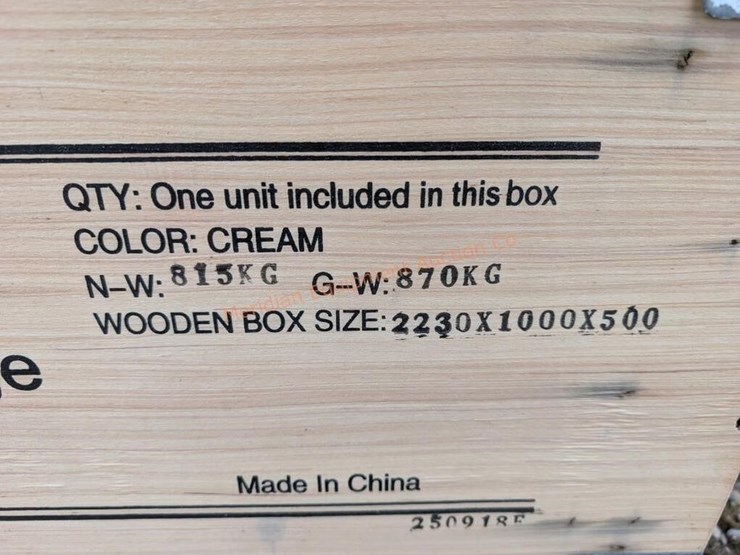 QTY: One unit included in this box
COLOR: CREAM
N-W: 815KG G-W: 870KG
WOODEN BOX SIZE: 2230X1000X500
e
Made In China